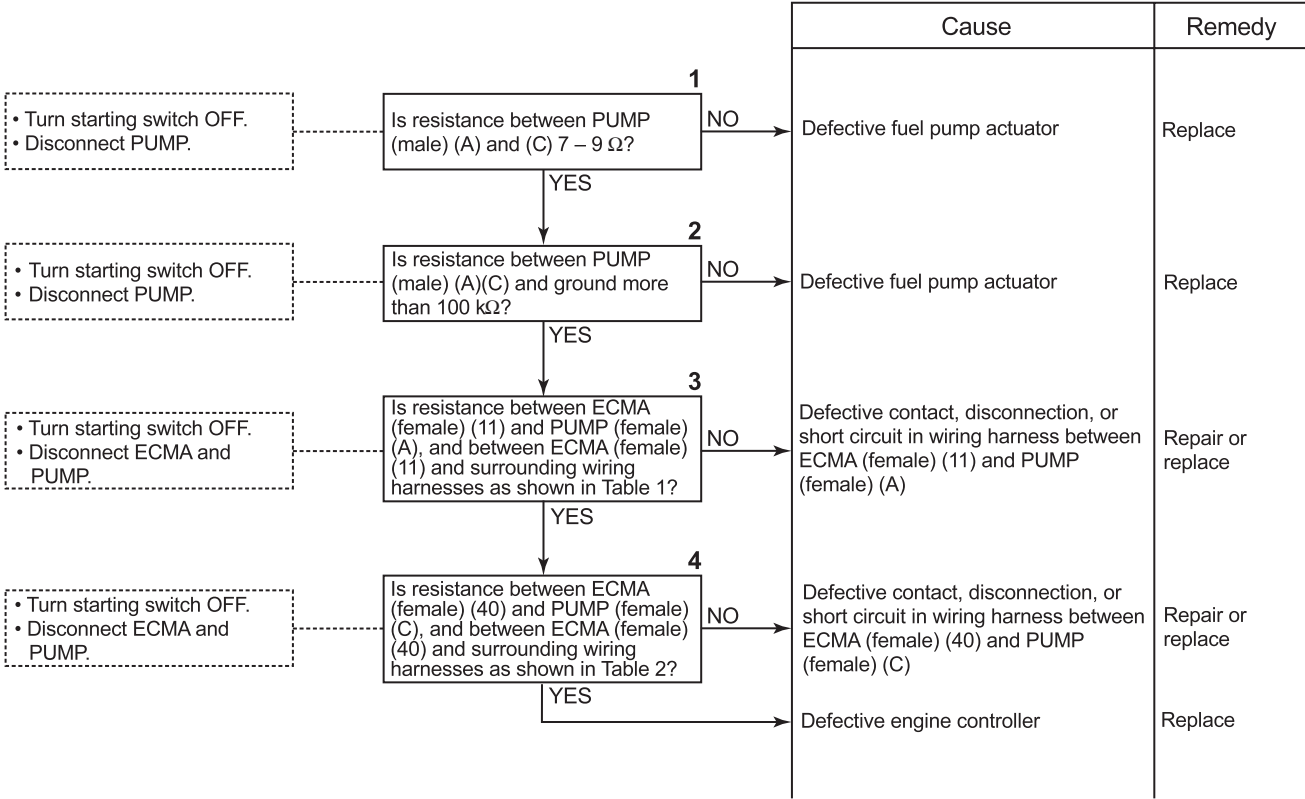 Cause
Remedy
1
• Turn starting switch OFF.
• Disconnect PUMP.
Is resistance between PUMP
(male) (A) and (C) 7 – 9 Ω?
NO
Defective fuel pump actuator
Replace
YES
2
• Turn starting switch OFF.
• Disconnect PUMP.
Is resistance between PUMP
(male) (A)(C) and ground more
than 100 kΩ?
NO
Defective fuel pump actuator
Replace
YES
3
• Turn starting switch OFF.
• Disconnect ECMA and
PUMP.
Is resistance between ECMA
(female) (11) and PUMP (female)
(A), and between ECMA (female)
(11) and surrounding wiring
harnesses as shown in Table 1?
NO
Defective contact, disconnection, or
short circuit in wiring harness between
ECMA (female) (11) and PUMP
(female) (A)
Repair or
replace
YES
4
• Turn starting switch OFF.
• Disconnect ECMA and
PUMP.
Is resistance between ECMA
(female) (40) and PUMP (female)
(C), and between ECMA (female)
(40) and surrounding wiring
harnesses as shown in Table 2?
NO
Defective contact, disconnection, or
short circuit in wiring harness between
ECMA (female) (40) and PUMP
(female) (C)
Repair or
replace
YES
Defective engine controller
Replace